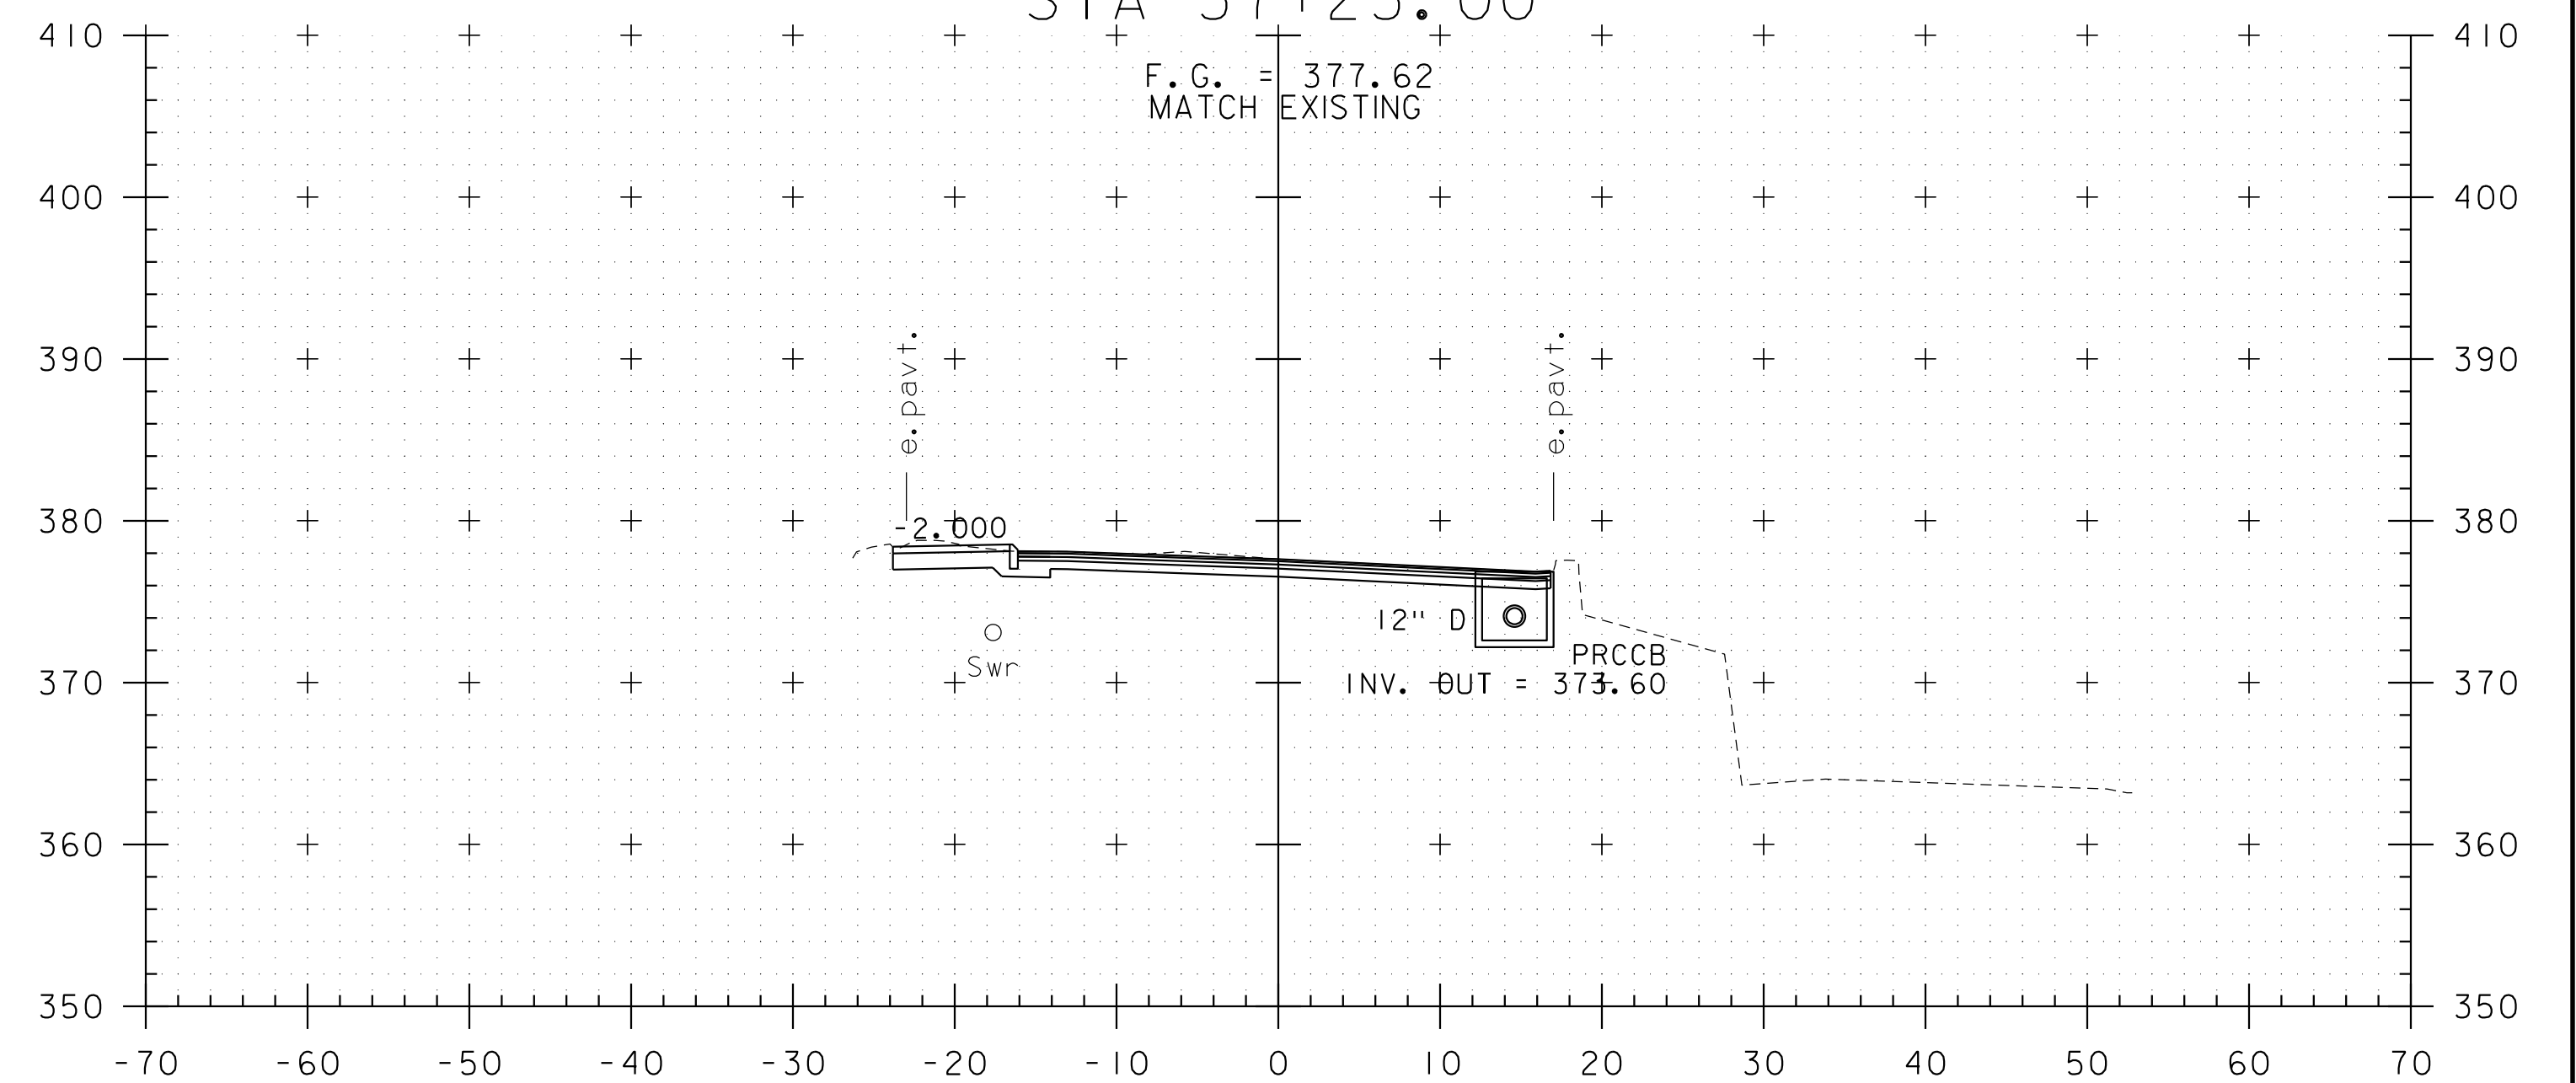 410 410
F.G. = 377.62
MATCH EXISTING
400 400
390 390
e.pavt. e.pavt.
380 380
-2.000
12" D
Swr
PRCCB
370 370
INV. OUT = 373.60
360 360
350 350
-70 -60 -50 -40 -30 -20 -10 0 10 20 30 40 50 60 70